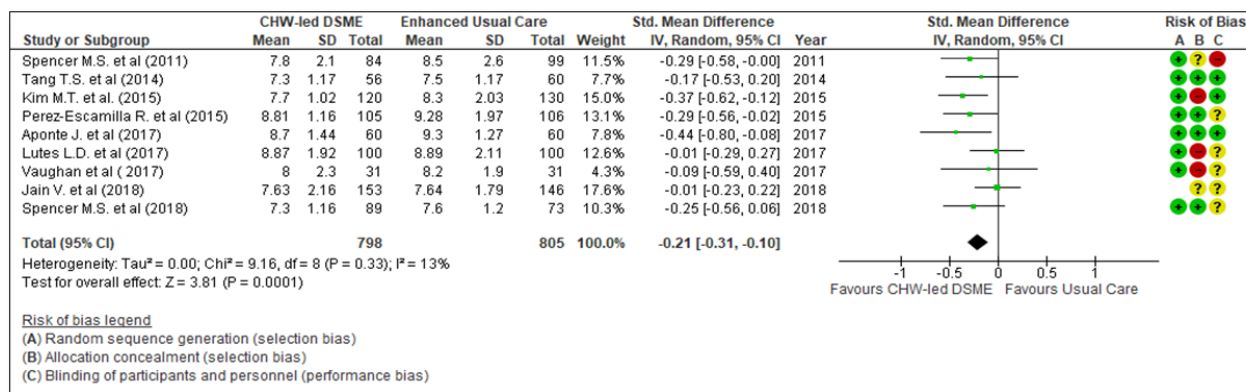 CHW-led DSME Enhanced Usual Care Std. Mean Difference Std. Mean Difference Risk of Bias
Study or Subgroup Mean SD Total Mean SD Total Weight IV, Random, 95% CI Year IV, Random, 95% CI A B C
Spencer M.S. et al (2011) 7.8 2.1 84 8.5 2.6 99 11.5% -0.29 [-0.58, -0.00] 2011 + ? -
Tang T.S. et al (2014) 7.3 1.17 56 7.5 1.17 60 7.7% -0.17 [-0.53, 0.20] 2014 + + +
Kim M.T. et al. (2015) 7.7 1.02 120 8.3 2.03 130 15.0% -0.37 [-0.62, -0.12] 2015 + - +
Perez-Escamilla R. et al (2015) 8.81 1.16 105 9.28 1.97 106 13.1% -0.29 [-0.56, -0.02] 2015 + + ?
Aponte J. et al (2017) 8.7 1.44 60 9.3 1.27 60 7.8% -0.44 [-0.80, -0.08] 2017 + + +
Lutes L.D. et al (2017) 8.87 1.92 100 8.89 2.11 100 12.6% -0.01 [-0.29, 0.27] 2017 + - ?
Vaughan et al ( 2017) 8 2.3 31 8.2 1.9 31 4.3% -0.09 [-0.59, 0.40] 2017 + - ?
Jain V. et al (2018) 7.63 2.16 153 7.64 1.79 146 17.6% -0.01 [-0.23, 0.22] 2018 ? ?
Spencer M.S. et al (2018) 7.3 1.16 89 7.6 1.2 73 10.3% -0.25 [-0.56, 0.06] 2018 + + ?
Total (95% CI) 798 805 100.0% -0.21 [-0.31, -0.10]
Heterogeneity: Tau² = 0.00; Chi² = 9.16, df = 8 (P = 0.33); I² = 13%
Test for overall effect: Z = 3.81 (P = 0.0001)
-1 -0.5 0 0.5 1
Favours CHW-led DSME Favours Usual Care
Risk of bias legend
(A) Random sequence generation (selection bias)
(B) Allocation concealment (selection bias)
(C) Blinding of participants and personnel (performance bias)